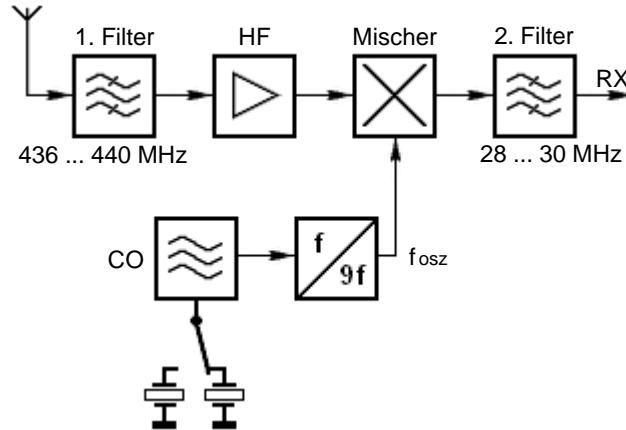 1. Filter
HF
Mischer
2. Filter
RX
436 ... 440 MHz
28 ... 30 MHz
CO
f
9f
f osz